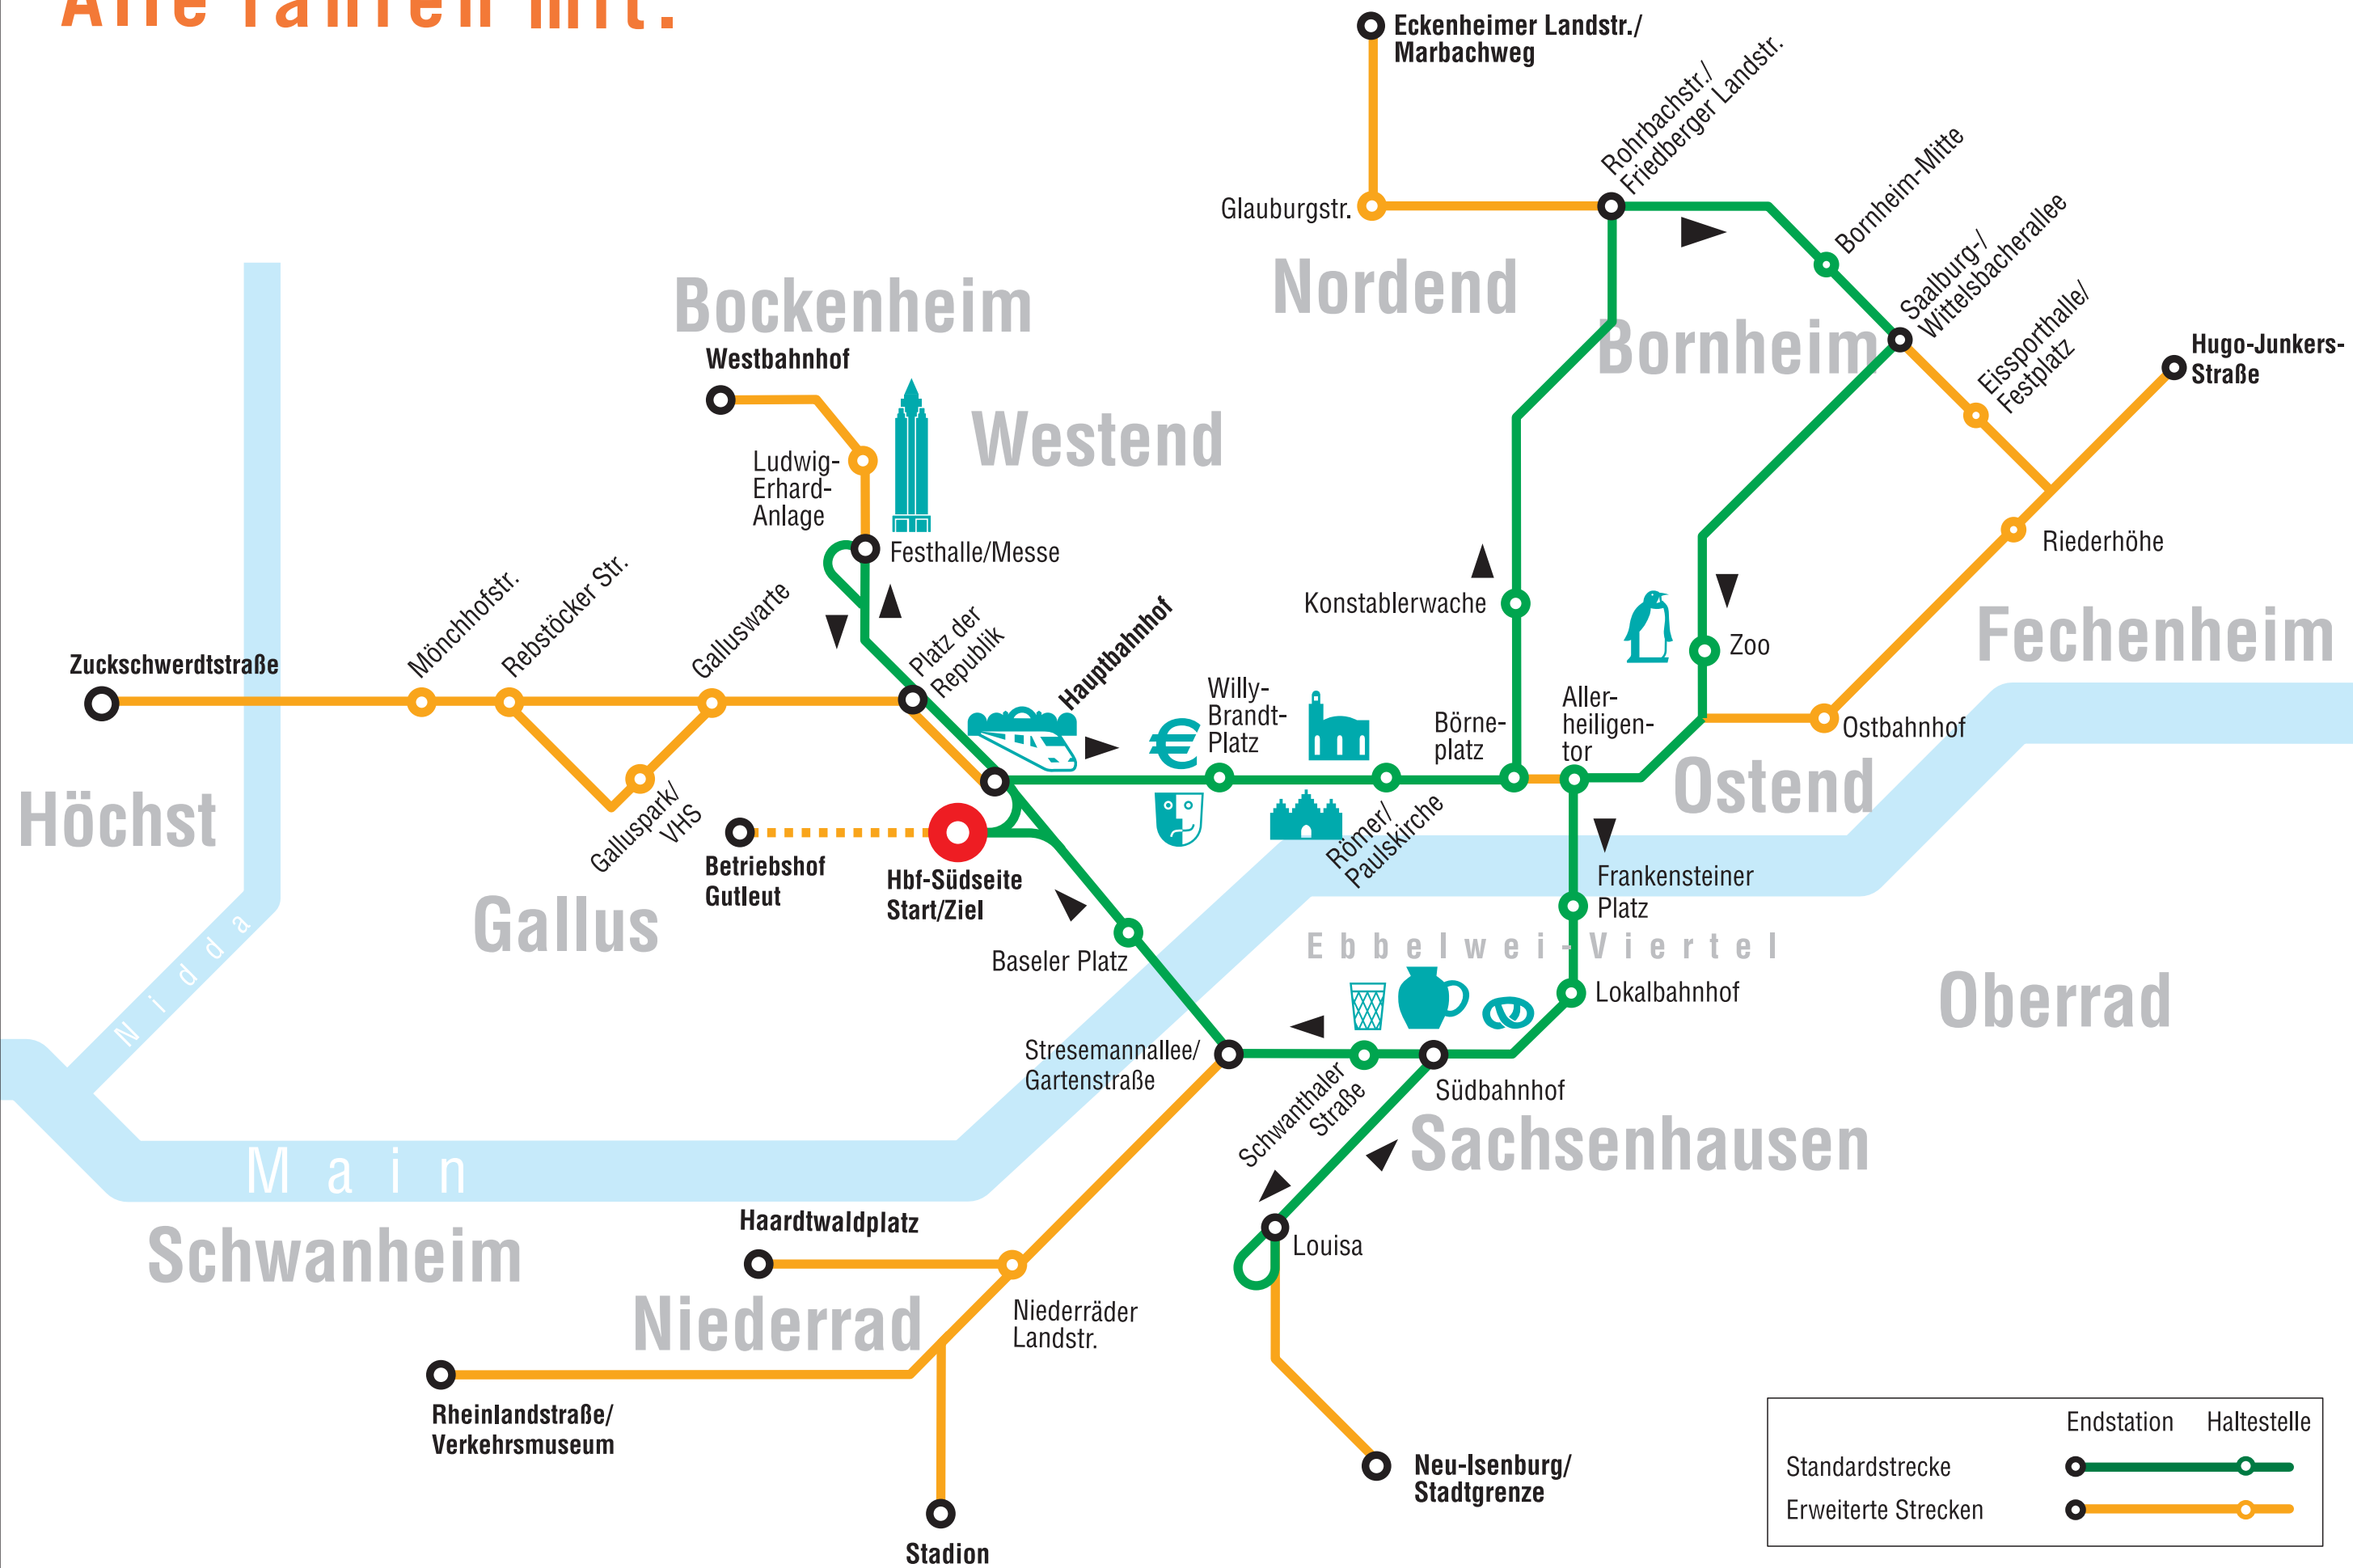 Alle fahren mit.
Eckenheimer Landstr./
Marbachweg
Rohrbachstr./
Friedberger Landstr.
Glauburgstr.
Bornheim-Mitte
Saalburg-/
Wittelsbacherallee
Eissporthalle/
Festplatz
Hugo-Junkers-
Straße
Nordend
Bornheim
Bockenheim
Westbahnhof
Westend
Ludwig-
Erhard-
Anlage
Festhalle/Messe
Riederhöhe
Mönchhofstr.
Rebstöcker Str.
Galluswarte
Platz der
Republik
Hauptbahnhof
Konstablerwache
Zoo
Fechenheim
Zuckschwerdtstraße
Willy-
Brandt-
Platz
Börne-
platz
Aller-
heiligen-
tor
Ostbahnhof
Höchst
Ostend
Galluspark/
VHS
Betriebshof
Gutleut
Hbf-Südseite
Start/Ziel
Römer/
Paulskirche
Frankensteiner
Platz
Gallus
Nidda
Baseler Platz
Ebbelwei-Viertel
Lokalbahnhof
Oberrad
Stresemannallee/
Gartenstraße
Schwanthaler
Straße
Südbahnhof
Sachsenhausen
Main
Schwanheim
Haardtwaldplatz
Louisa
Niederrad
Niederräder
Landstr.
Rheinlandstraße/
Verkehrsmuseum
Neu-Isenburg/
Stadtgrenze
Stadion
Endstation Haltestelle
Standardstrecke
Erweiterte Strecken